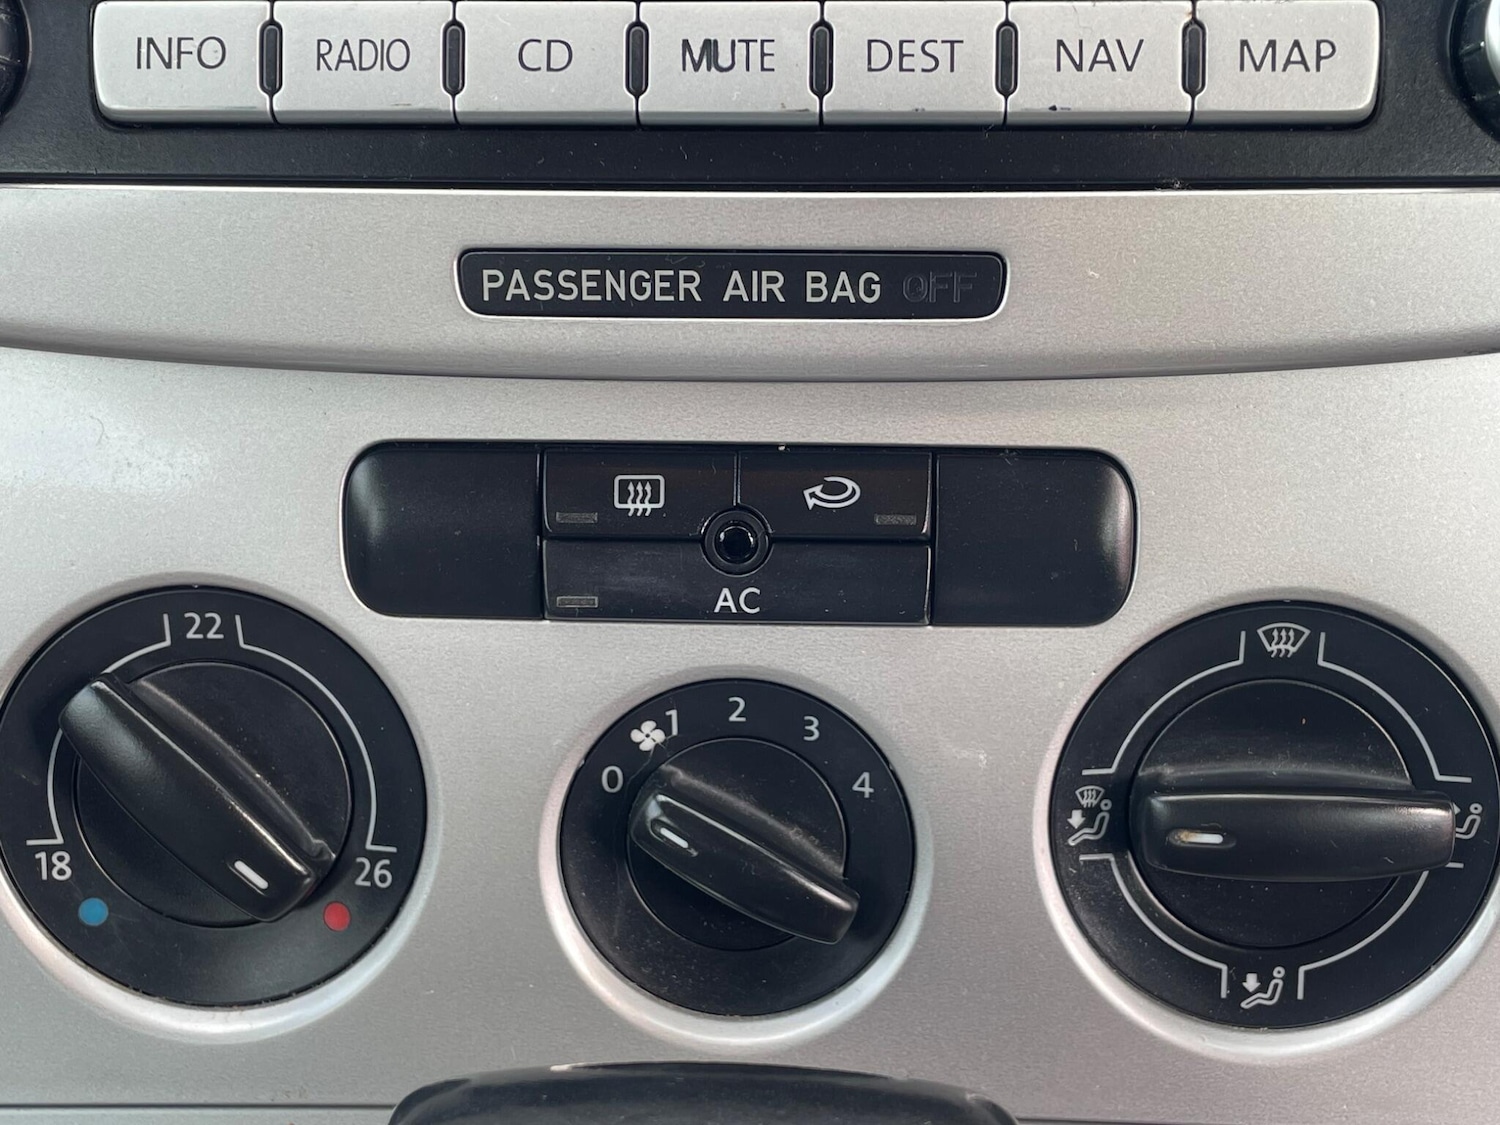 INFO RADIO CD MUTE DEST NAV MAP
PASSENGER AIR BAG OFF
AC
22
18 26
0 1 2 3 4